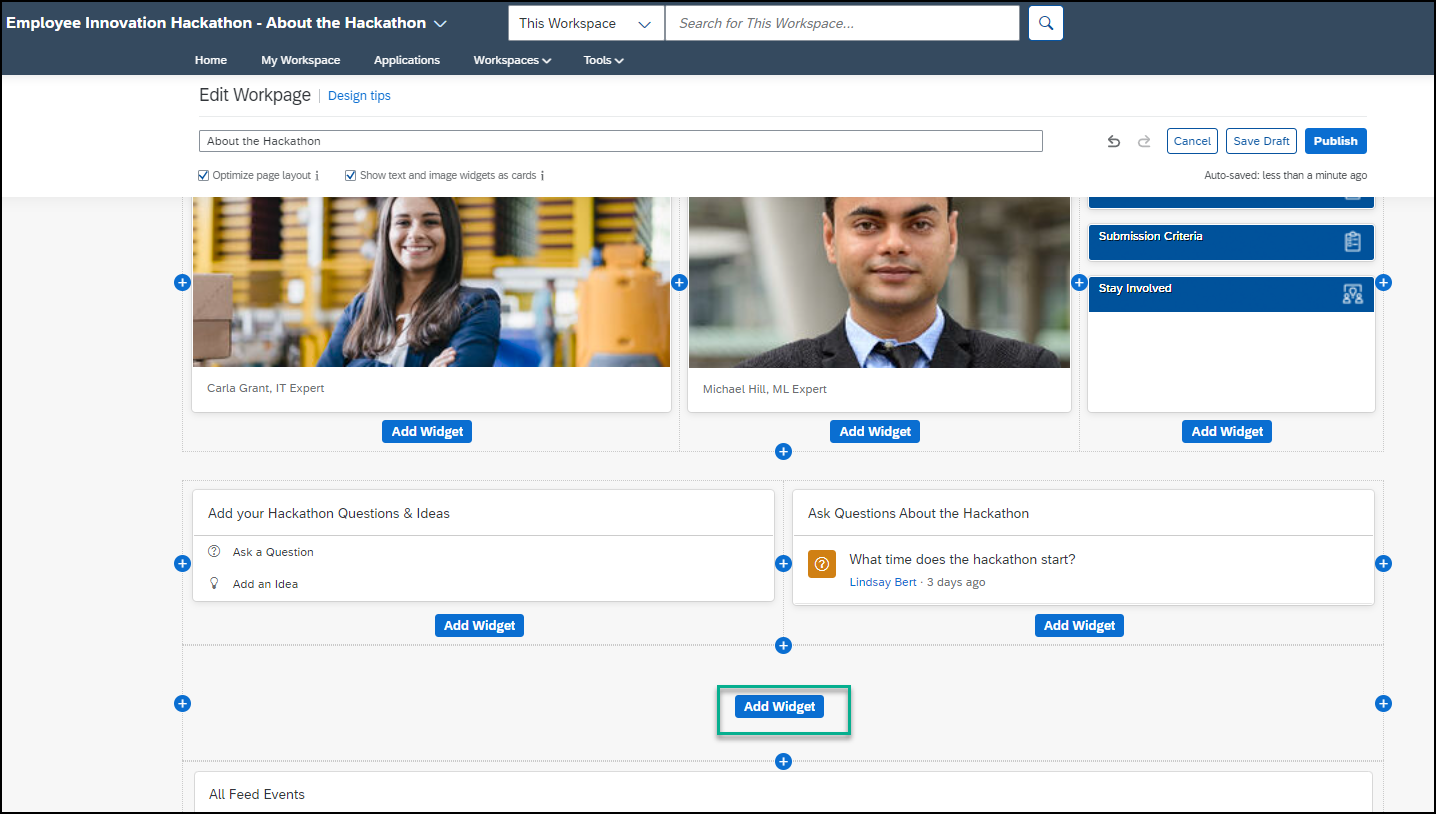 Employee Innovation Hackathon - About the Hackathon
This Workspace
Search for This Workspace...
Home My Workspace Applications Workspaces Tools
Edit Workpage | Design tips
About the Hackathon
Cancel Save Draft Publish
Optimize page layout i Show text and image widgets as cards i
Auto-saved: less than a minute ago
Submission Criteria
Stay Involved
Carla Grant, IT Expert
Michael Hill, ML Expert
Add Widget Add Widget Add Widget
Add your Hackathon Questions & Ideas
Ask a Question
Add an Idea
Ask Questions About the Hackathon
What time does the hackathon start?
Lindsay Bert · 3 days ago
Add Widget Add Widget
Add Widget
All Feed Events